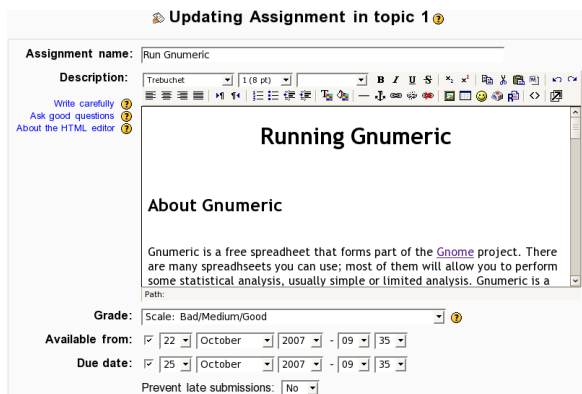 Updating Assignment in topic 1
Assignment name: Run Gnumeric
Description: Trebuchet 1 (8 pt) B I U S
Write carefully
Ask good questions
About the HTML editor
Running Gnumeric
About Gnumeric
Gnumeric is a free spreadheet that forms part of the Gnome project. There
are many spreadhseets you can use; most of them will allow you to perform
some statistical analysis, usually simple or limited analysis. Gnumeric is a
Path:
Grade: Scale: Bad/Medium/Good
Available from: 22 October 2007 - 09 35
Due date: 25 October 2007 - 09 35
Prevent late submissions: No